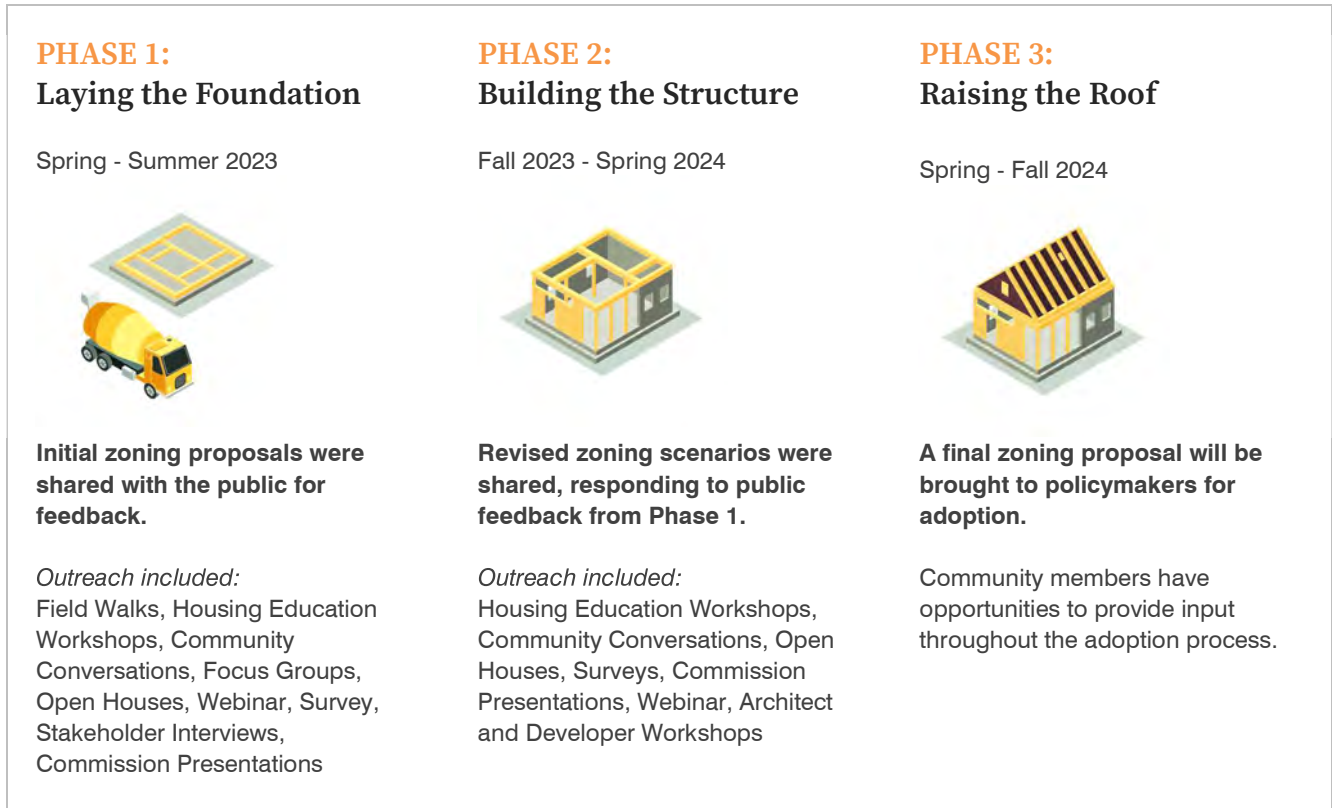 PHASE 1:
Laying the Foundation
Spring - Summer 2023
Initial zoning proposals were
shared with the public for
feedback.
Outreach included:
Field Walks, Housing Education
Workshops, Community
Conversations, Focus Groups,
Open Houses, Webinar, Survey,
Stakeholder Interviews,
Commission Presentations
PHASE 2:
Building the Structure
Fall 2023 - Spring 2024
Revised zoning scenarios were
shared, responding to public
feedback from Phase 1.
Outreach included:
Housing Education Workshops,
Community Conversations, Open
Houses, Surveys, Commission
Presentations, Webinar, Architect
and Developer Workshops
PHASE 3:
Raising the Roof
Spring - Fall 2024
A final zoning proposal will be
brought to policymakers for
adoption.
Community members have
opportunities to provide input
throughout the adoption process.